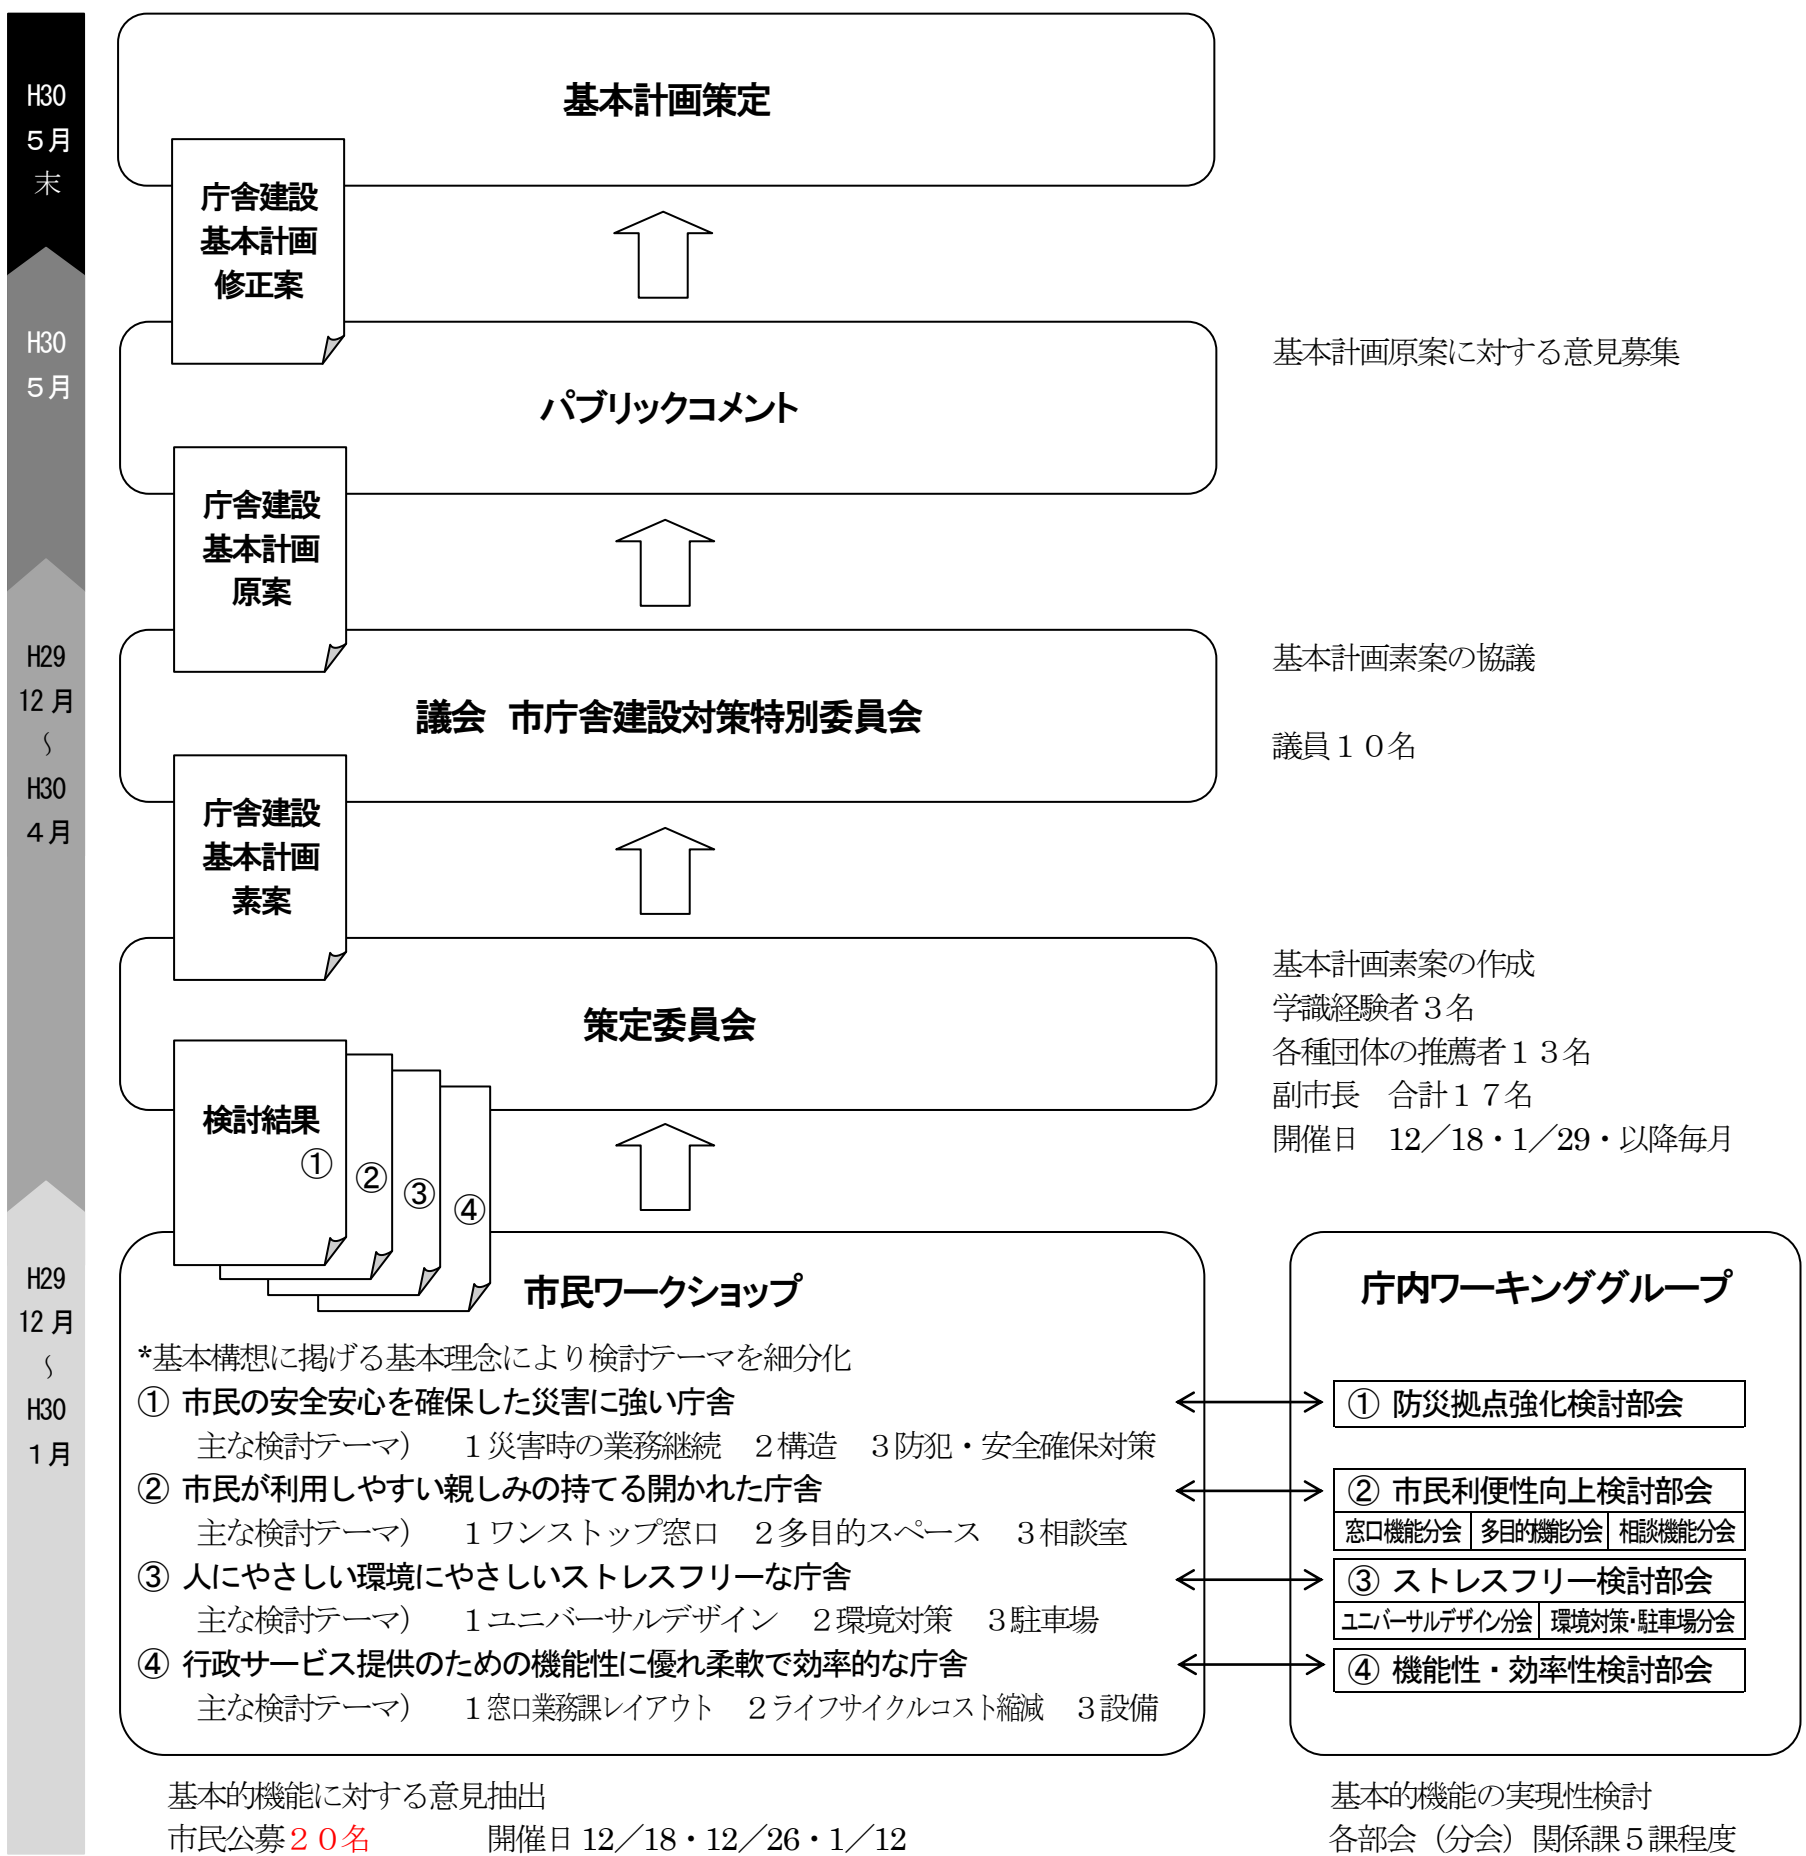 H30
５月
末
基本計画策定
庁舎建設
基本計画
修正案
H30
５月
パブリックコメント
基本計画原案に対する意見募集
庁舎建設
基本計画
原案
H29
12 月
～
H30
４月
議会　市庁舎建設対策特別委員会
基本計画素案の協議
議員１０名
庁舎建設
基本計画
素案
策定委員会
基本計画素案の作成
学識経験者３名
各種団体の推薦者１３名
副市長　合計１７名
開催日　12／18・1／29・以降毎月
検討結果
①
②
③
④
H29
12 月
～
H30
１月
市民ワークショップ
*基本構想に掲げる基本理念により検討テーマを細分化
① 市民の安全安心を確保した災害に強い庁舎
主な検討テーマ）　１災害時の業務継続　２構造　３防犯・安全確保対策
② 市民が利用しやすい親しみの持てる開かれた庁舎
主な検討テーマ）　１ワンストップ窓口　２多目的スペース　３相談室
③ 人にやさしい環境にやさしいストレスフリーな庁舎
主な検討テーマ）　１ユニバーサルデザイン　２環境対策　３駐車場
④ 行政サービス提供のための機能性に優れ柔軟で効率的な庁舎
主な検討テーマ）　１窓口業務課レイアウト　２ライフサイクルコスト縮減　３設備
庁内ワーキンググループ
① 防災拠点強化検討部会
② 市民利便性向上検討部会
窓口機能分会 多目的機能分会 相談機能分会
③ ストレスフリー検討部会
ユニバーサルデザイン分会 環境対策・駐車場分会
④ 機能性・効率性検討部会
基本的機能に対する意見抽出
市民公募２０名　開催日 12／18・12／26・1／12
基本的機能の実現性検討
各部会（分会）関係課５課程度